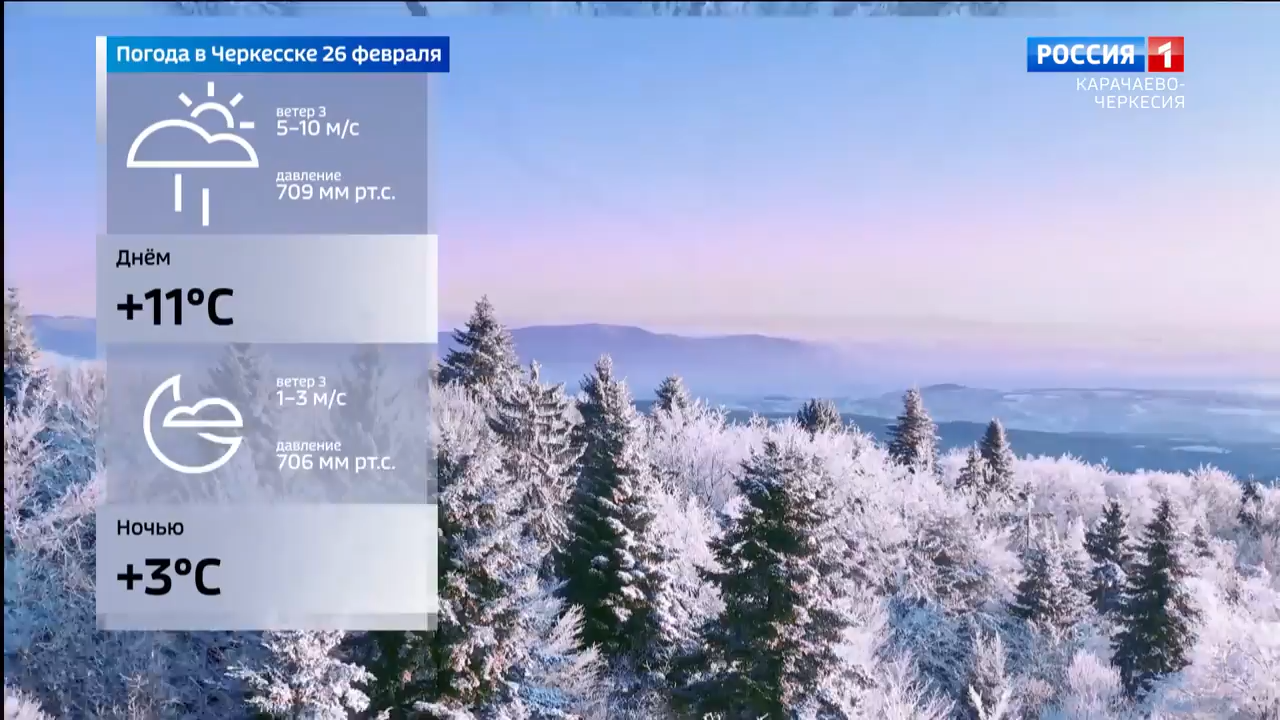 Погода в Черкесске 26 февраля
РОССИЯ 1
КАРАЧАЕВО-
ЧЕРКЕСИЯ
ветер З
5–10 м/с
давление
709 мм рт.с.
Днём
+11°C
ветер З
1–3 м/с
давление
706 мм рт.с.
Ночью
+3°C